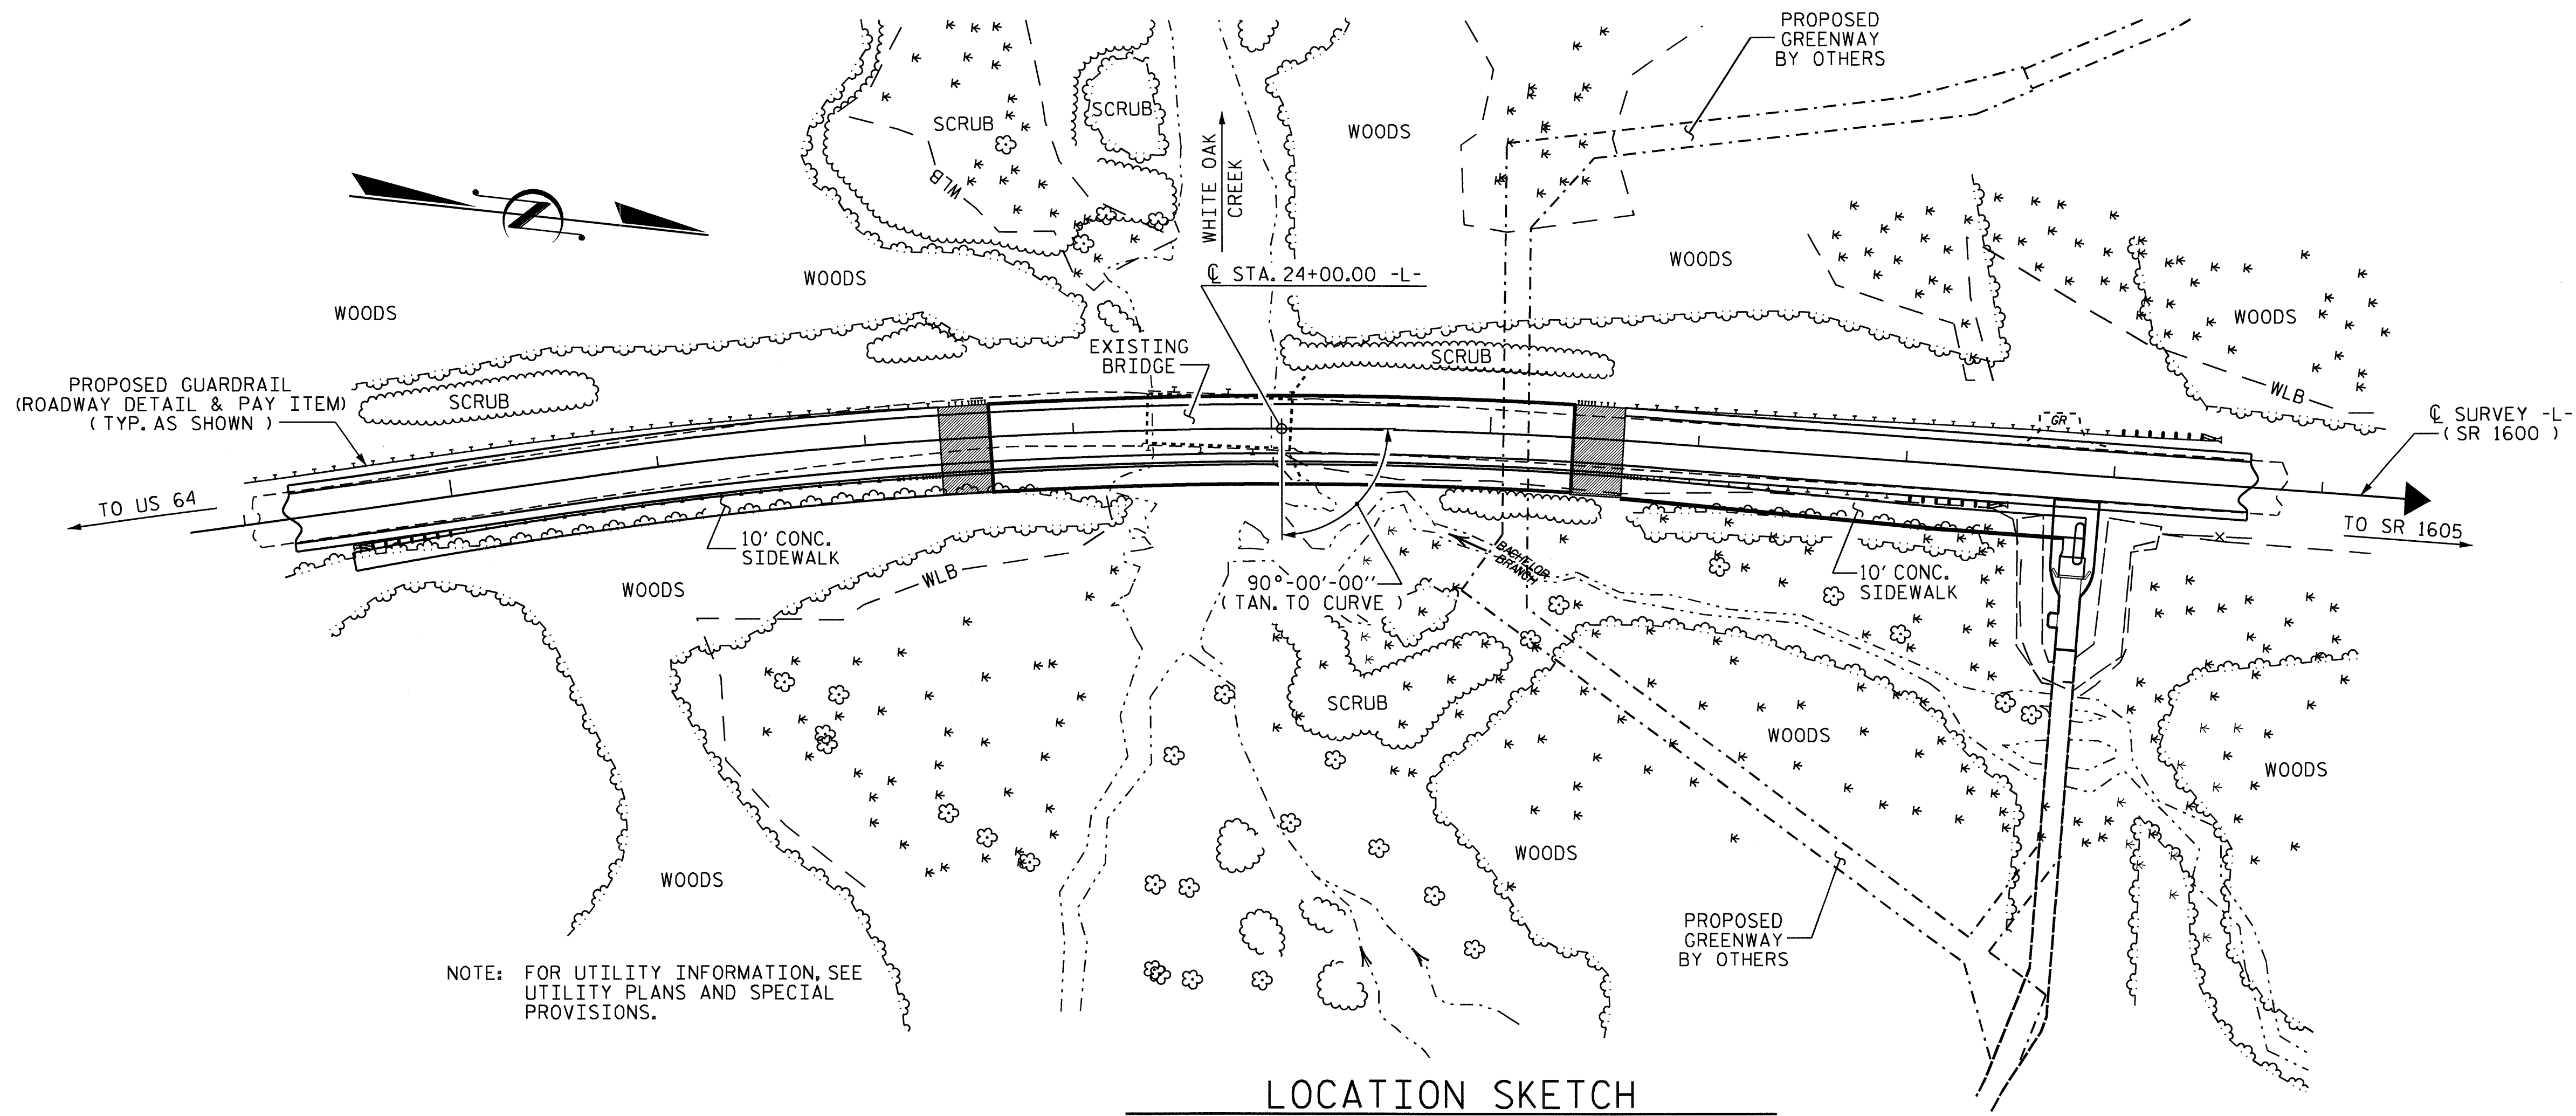 PROPOSED
GREENWAY
BY OTHERS
SCRUB
SCRUB
WOODS
WLB
WHITE OAK
CREEK
WOODS
WOODS
WOODS
WOODS
℄ STA. 24+00.00 -L-
EXISTING
BRIDGE
SCRUB
SCRUB
PROPOSED GUARDRAIL
(ROADWAY DETAIL & PAY ITEM)
( TYP. AS SHOWN )
WLB
GR
℄ SURVEY -L-
( SR 1600 )
TO US 64
TO SR 1605
10' CONC.
SIDEWALK
BACHELOR
BRANCH
90°-00'-00''
( TAN. TO CURVE )
10' CONC.
SIDEWALK
WOODS
WLB
SCRUB
WOODS
WOODS
WOODS
WOODS
PROPOSED
GREENWAY
BY OTHERS
NOTE: FOR UTILITY INFORMATION, SEE
UTILITY PLANS AND SPECIAL
PROVISIONS.
LOCATION SKETCH